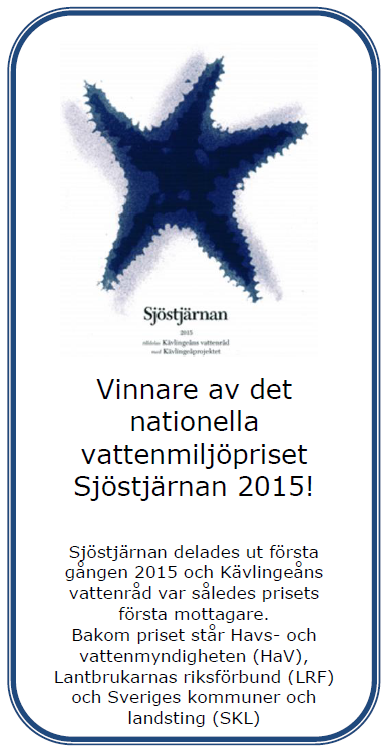 Sjöstjärnan
2015
tilldelas Kävlingeåns vattenråd
med Kävlingeåprojektet
Vinnare av det
nationella
vattenmiljöpriset
Sjöstjärnan 2015!
Sjöstjärnan delades ut första
gången 2015 och Kävlingeåns
vattenråd var således prisets
första mottagare.
Bakom priset står Havs- och
vattenmyndigheten (HaV),
Lantbrukarnas riksförbund (LRF)
och Sveriges kommuner och
landsting (SKL)